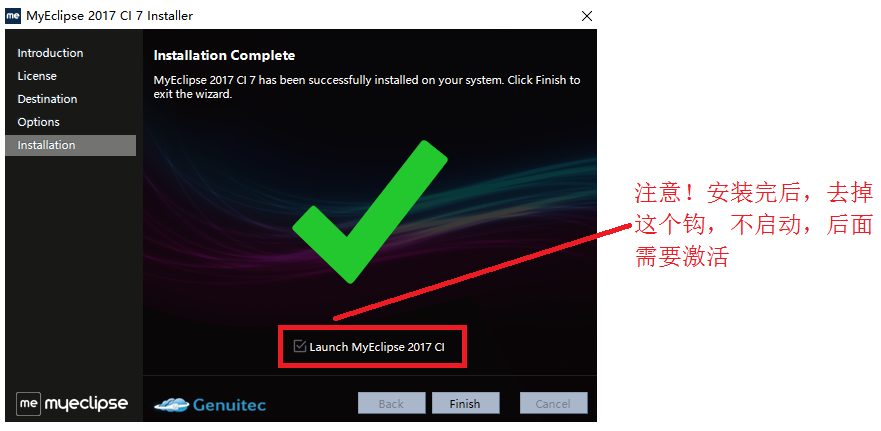 MyEclipse 2017 CI 7 Installer
Introduction
License
Destination
Options
Installation
Installation Complete
MyEclipse 2017 CI 7 has been successfully installed on your system. Click Finish to
exit the wizard.
注意！安装完后，去掉
这个钩，不启动，后面
需要激活
Launch MyEclipse 2017 CI
me myeclipse
Genuitec
Back
Finish
Cancel